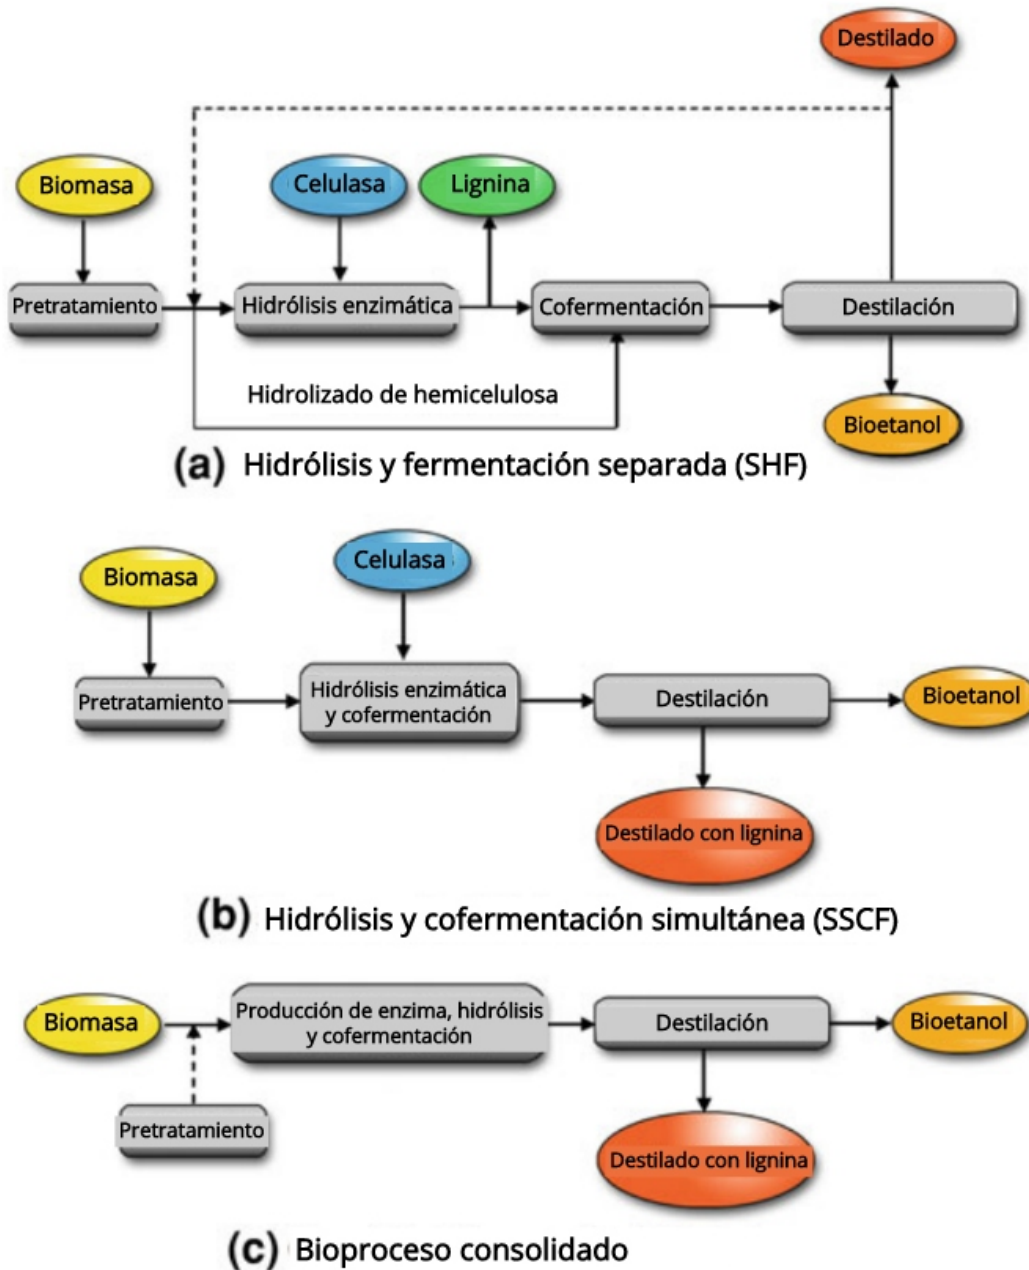 Destilado
Biomasa
Celulasa
Lignina
Pretratamiento
Hidrólisis enzimática
Cofermentación
Destilación
Hidrolizado de hemicelulosa
Bioetanol
(a) Hidrólisis y fermentación separada (SHF)
Celulasa
Biomasa
Pretratamiento
Hidrólisis enzimática
y cofermentación
Destilación
Bioetanol
Destilado con lignina
(b) Hidrólisis y cofermentación simultánea (SSCF)
Biomasa
Producción de enzima, hidrólisis
y cofermentación
Destilación
Bioetanol
Pretratamiento
Destilado con lignina
(c) Bioproceso consolidado